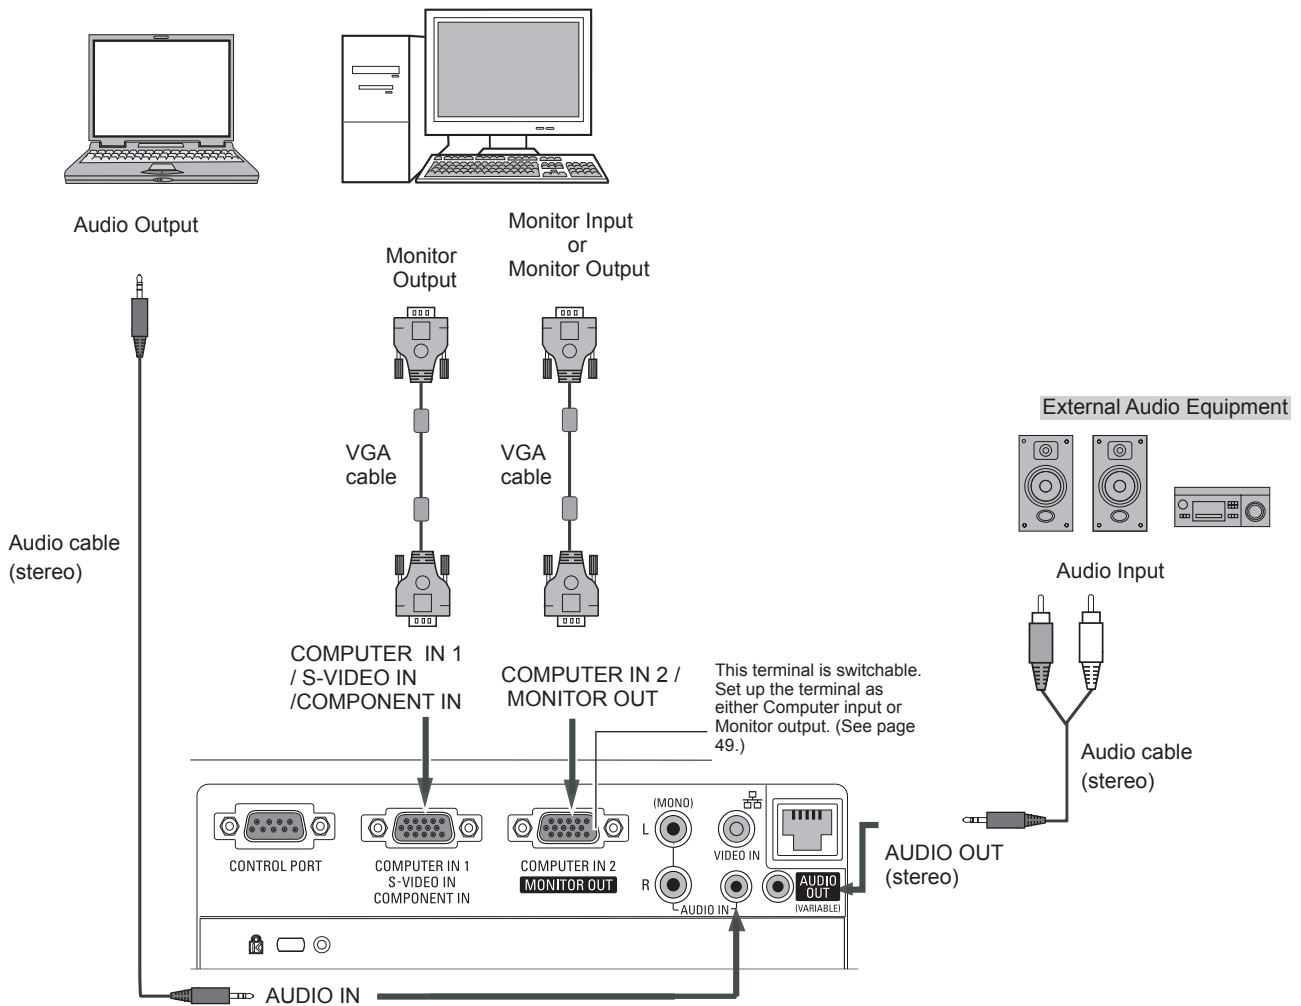 Audio Output
Monitor
Output
Monitor Input
or
Monitor Output
External Audio Equipment
VGA
cable
VGA
cable
Audio cable
(stereo)
Audio Input
COMPUTER IN 1
/ S-VIDEO IN
/COMPONENT IN
COMPUTER IN 2 /
MONITOR OUT
This terminal is switchable.
Set up the terminal as
either Computer input or
Monitor output. (See page
49.)
Audio cable
(stereo)
(MONO)
L
R
CONTROL PORT
COMPUTER IN 1
S-VIDEO IN
COMPONENT IN
COMPUTER IN 2
MONITOR OUT
VIDEO IN
AUDIO IN
AUDIO
OUT
(VARIABLE)
AUDIO OUT
(stereo)
K
AUDIO IN